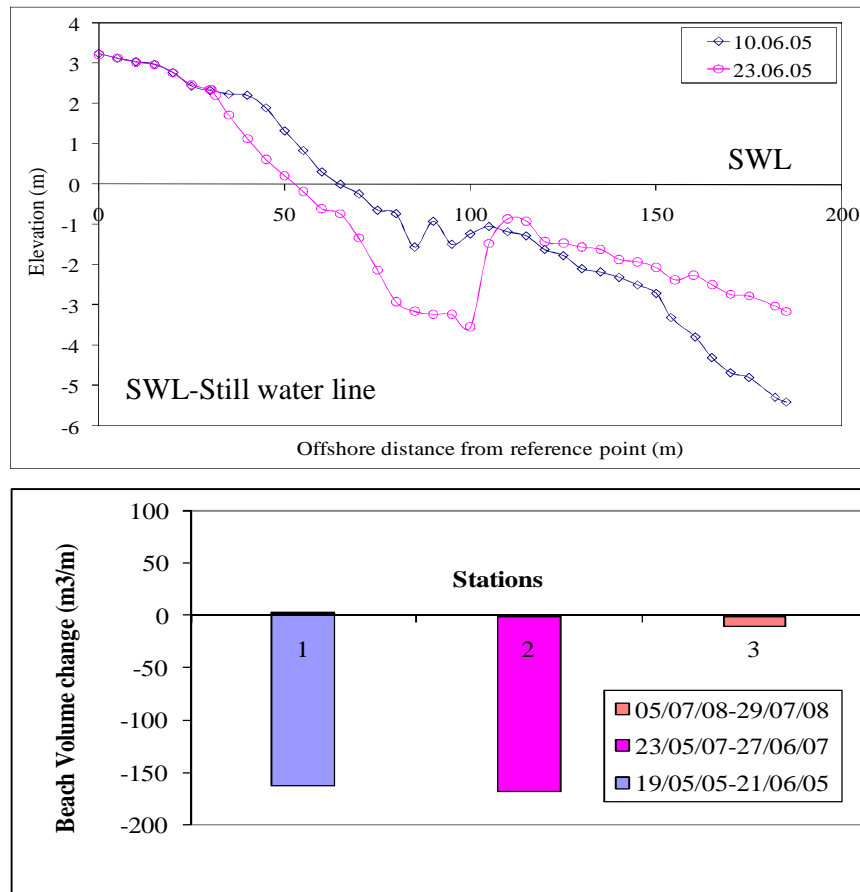 4
3
2
1
0
-1
-2
-3
-4
-5
-6
Elevation (m)
0 50 100 150 200
10.06.05
23.06.05
SWL
SWL-Still water line
Offshore distance from reference point (m)
100
50
0
-50
-100
-150
-200
Beach Volume change (m3/m)
Stations
1 2 3
05/07/08-29/07/08
23/05/07-27/06/07
19/05/05-21/06/05